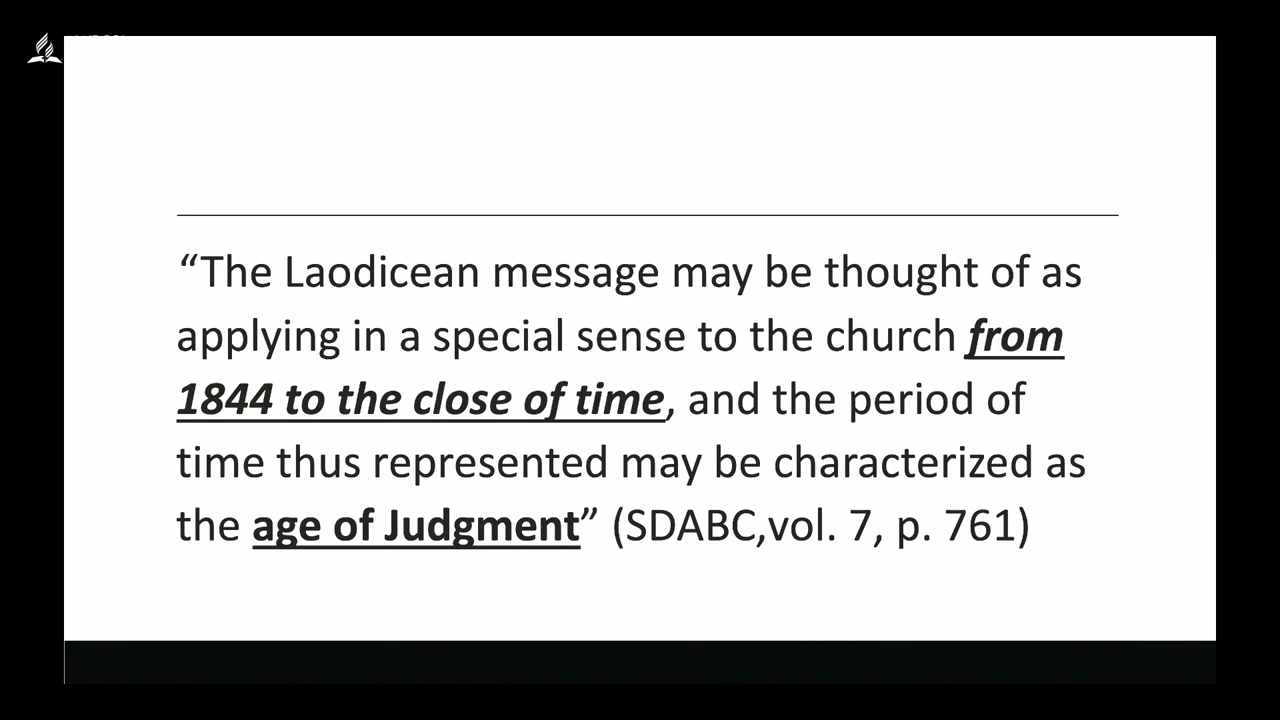 “The Laodicean message may be thought of as
applying in a special sense to the church from
1844 to the close of time, and the period of
time thus represented may be characterized as
the age of Judgment” (SDABC,vol. 7, p. 761)